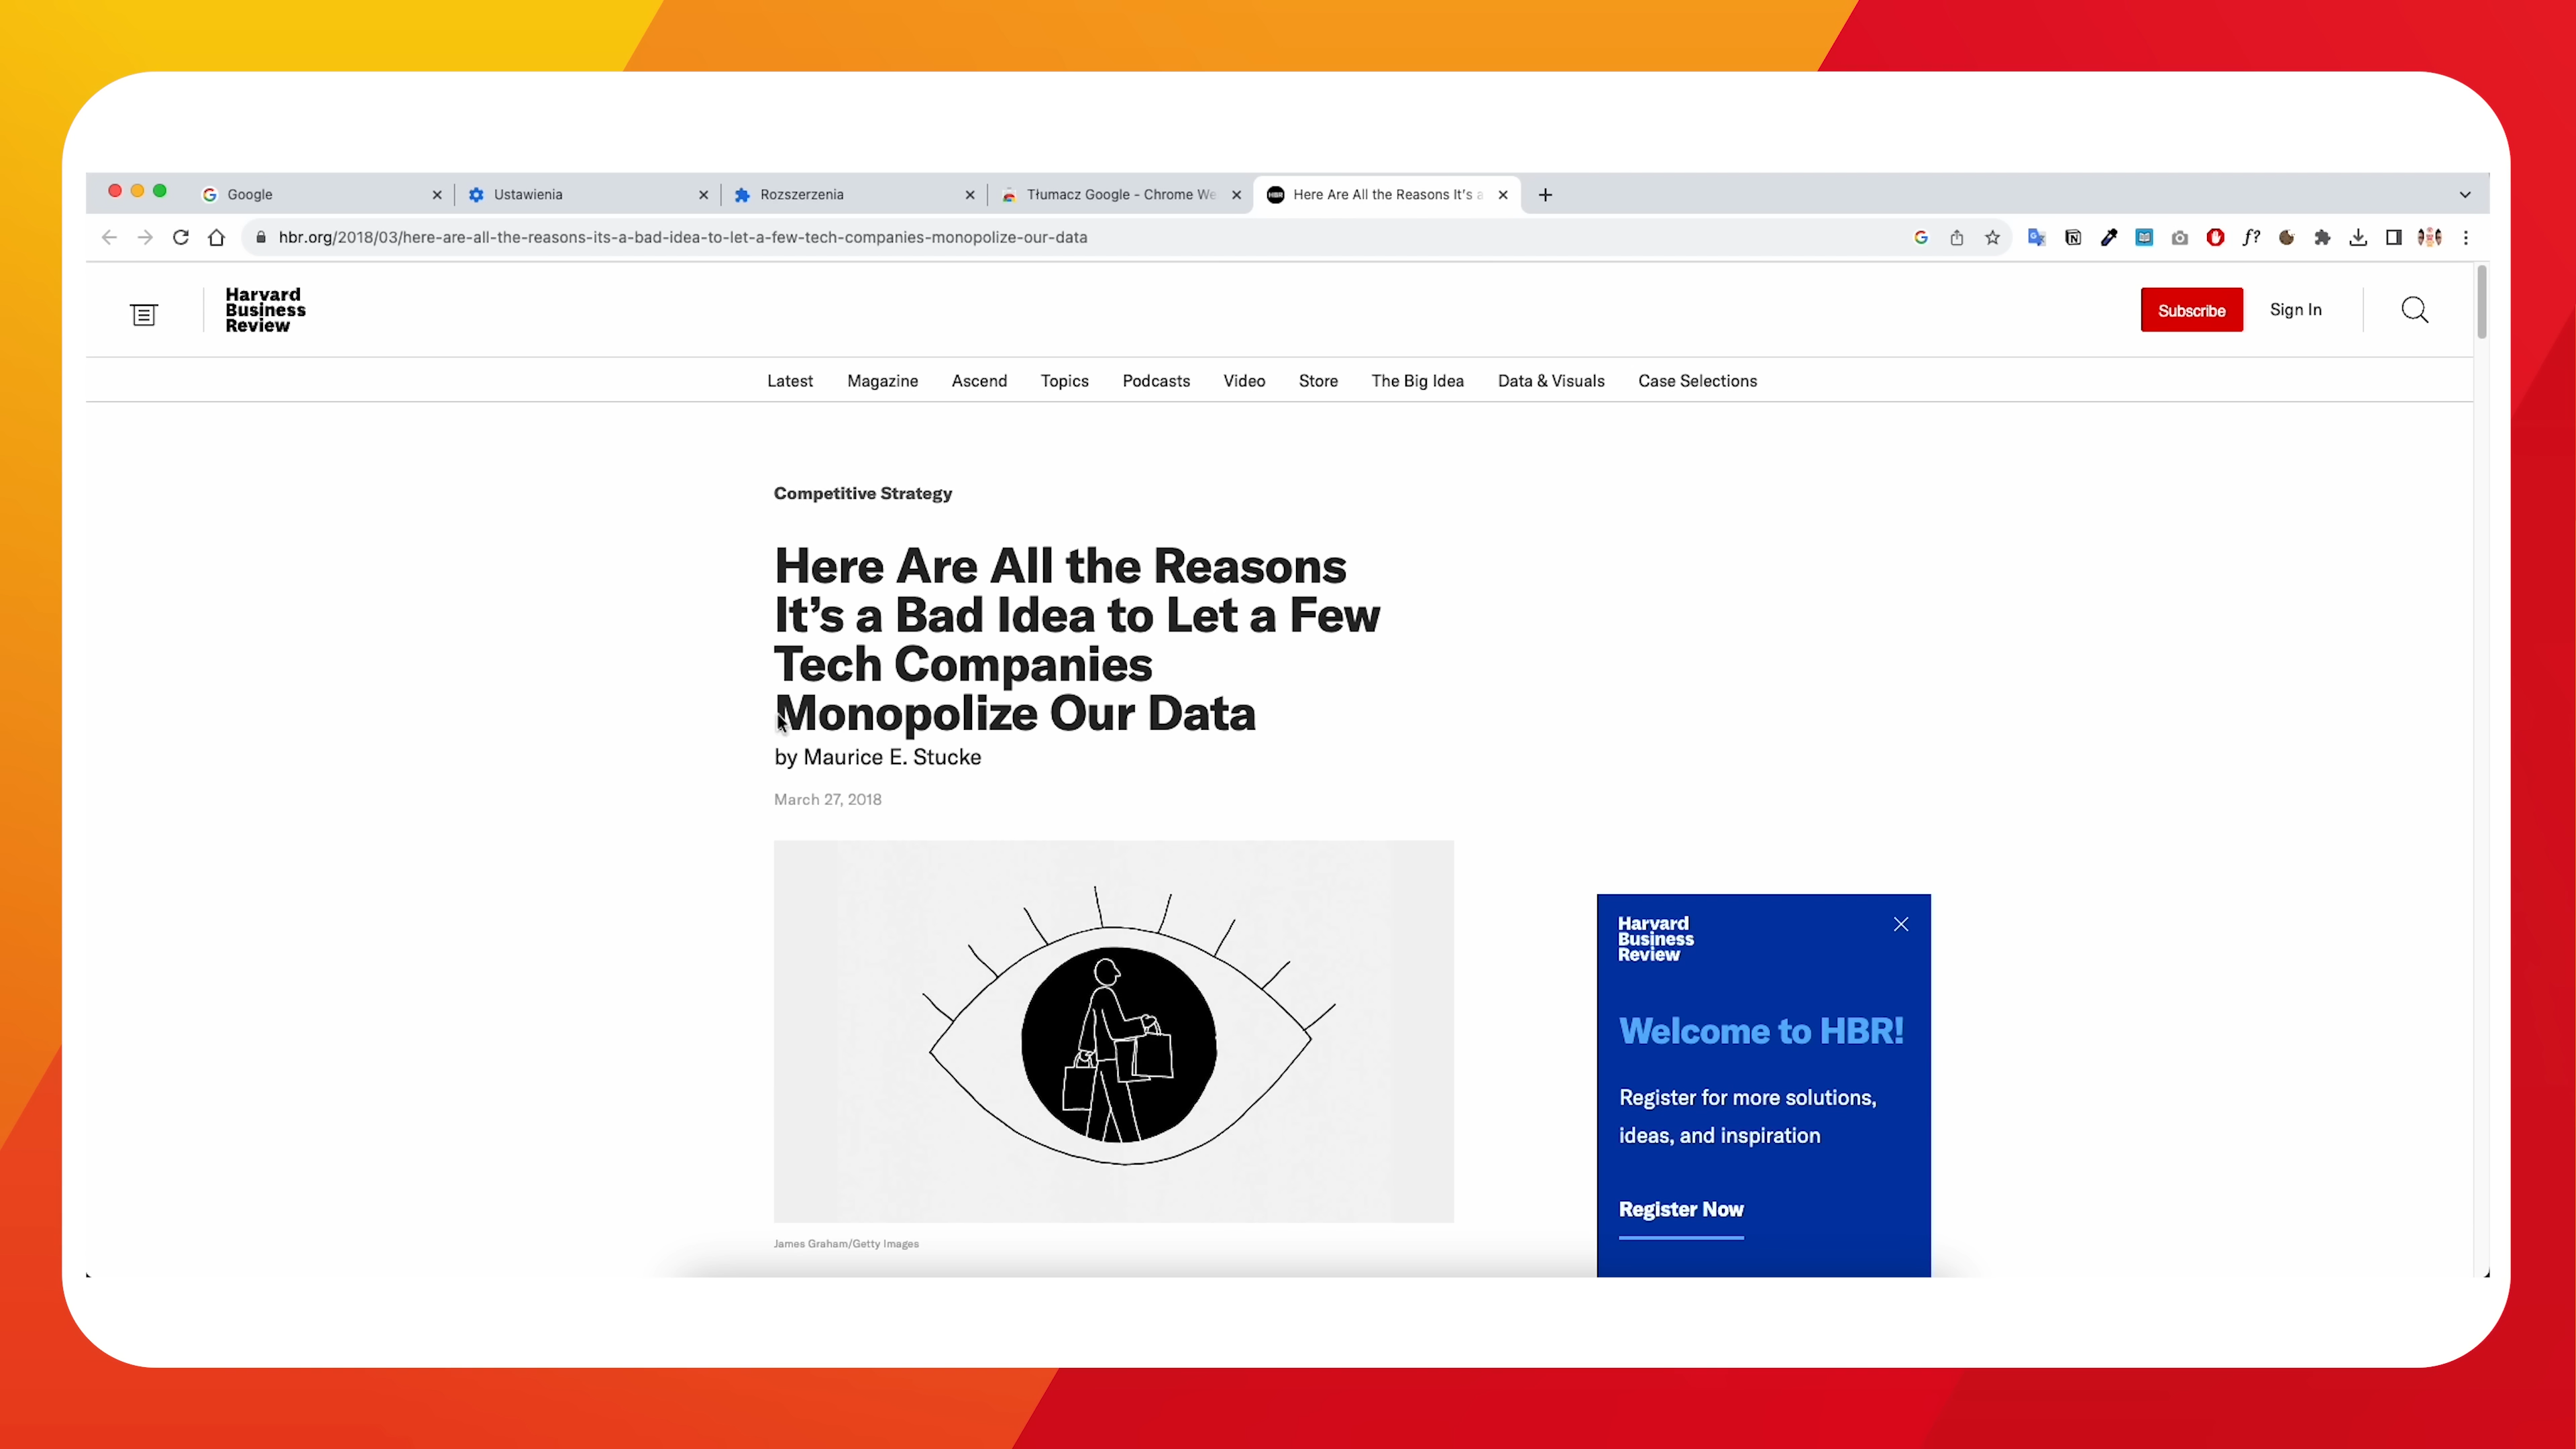 Google
Ustawienia
Rozszerzenia
Tłumacz Google - Chrome We
Here Are All the Reasons It's a
hbr.org/2018/03/here-are-all-the-reasons-its-a-bad-idea-to-let-a-few-tech-companies-monopolize-our-data
Harvard
Business
Review
Subscribe
Sign In
Latest
Magazine
Ascend
Topics
Podcasts
Video
Store
The Big Idea
Data & Visuals
Case Selections
Competitive Strategy
Here Are All the Reasons
It’s a Bad Idea to Let a Few
Tech Companies
Monopolize Our Data
by Maurice E. Stucke
March 27, 2018
James Graham/Getty Images
Harvard
Business
Review
Welcome to HBR!
Register for more solutions,
ideas, and inspiration
Register Now